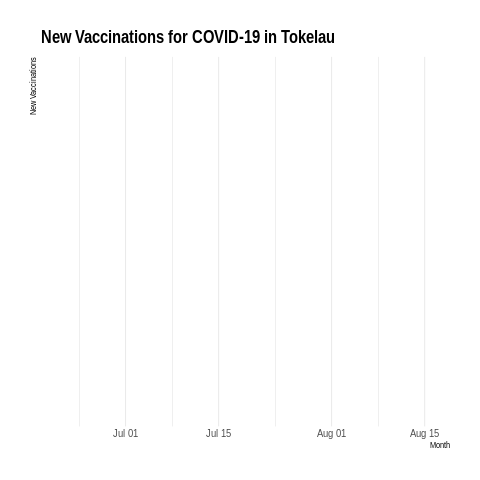 New Vaccinations for COVID-19 in Tokelau
New Vaccinations
Jul 01 Jul 15 Aug 01 Aug 15
Month